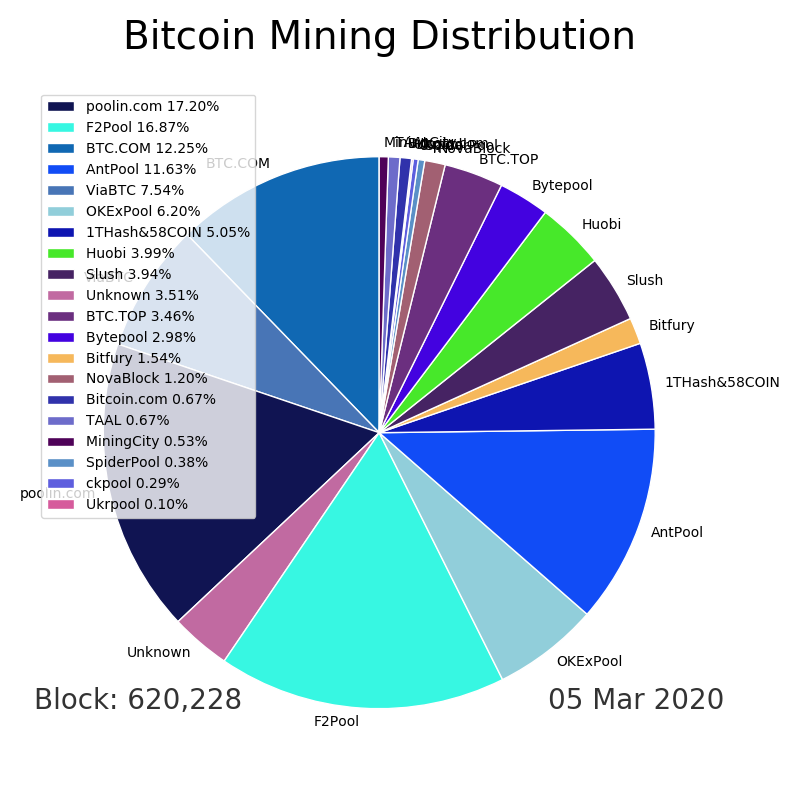 Bitcoin Mining Distribution
poolin.com 17.20%
F2Pool 16.87%
BTC.COM 12.25%
AntPool 11.63%
ViaBTC 7.54%
OKExPool 6.20%
1THash&58COIN 5.05%
Huobi 3.99%
Slush 3.94%
Unknown 3.51%
BTC.TOP 3.46%
Bytepool 2.98%
Bitfury 1.54%
NovaBlock 1.20%
Bitcoin.com 0.67%
TAAL 0.67%
MiningCity 0.53%
SpiderPool 0.38%
ckpool 0.29%
Ukrpool 0.10%
MiningCity
NovaBlock
BTC.TOP
Bytepool
Huobi
Slush
Bitfury
1THash&58COIN
AntPool
OKExPool
F2Pool
Unknown
poolin.com
ViaBTC
BTC.COM
Block: 620,228
05 Mar 2020